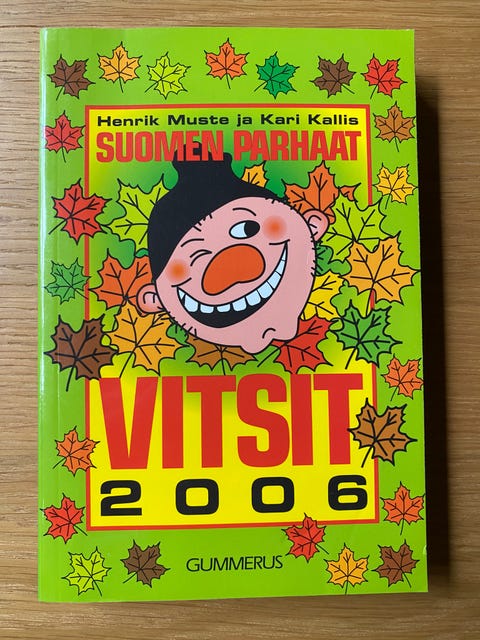 Henrik Muste ja Kari Kallis
SUOMEN PARHAAT
VITSIT
2006
GUMMERUS